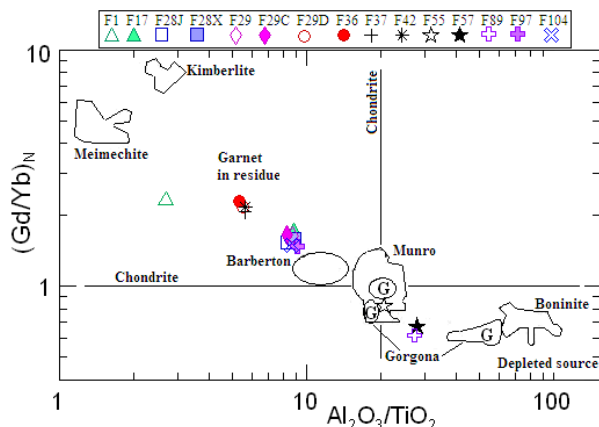 F1 F17 F28J F28X F29 F29C F29D F36 F37 F42 F55 F57 F89 F97 F104
10
Kimberlite
Meimechite
Chondrite
Garnet
in residue
(Gd/Yb)N
Barberton
Munro
Chondrite
G
1
G
G
Boninite
Gorgona
Depleted source
1 10 100
Al2O3/TiO2